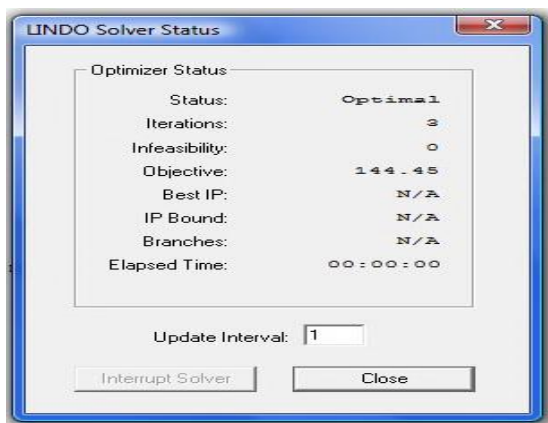 LINDO Solver Status
Optimizer Status
Status: Optimal
Iterations: 3
Infeasibility: 0
Objective: 144.45
Best IP: N/A
IP Bound: N/A
Branches: N/A
Elapsed Time: 00:00:00
Update Interval: 1
Interrupt Solver Close